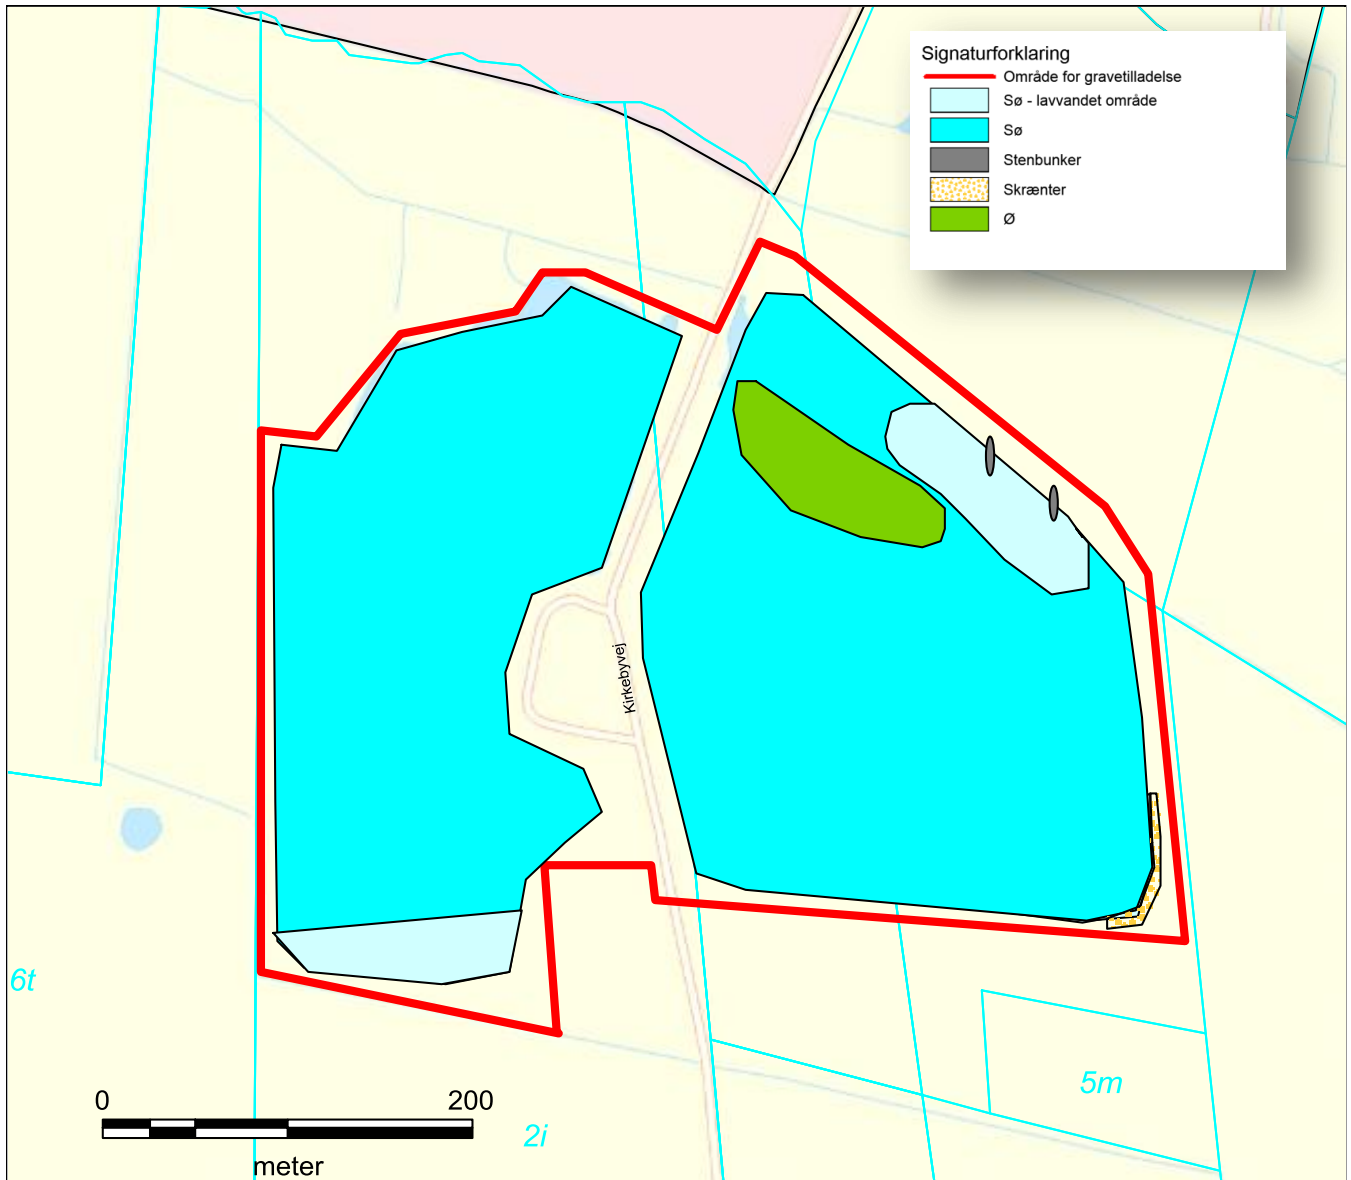 Signaturforklaring
Område for gravetilladelse
Sø - lavvandet område
Sø
Stenbunker
Skrænter
Ø
Kirkebyvej
6t
5m
2i
0 200
meter